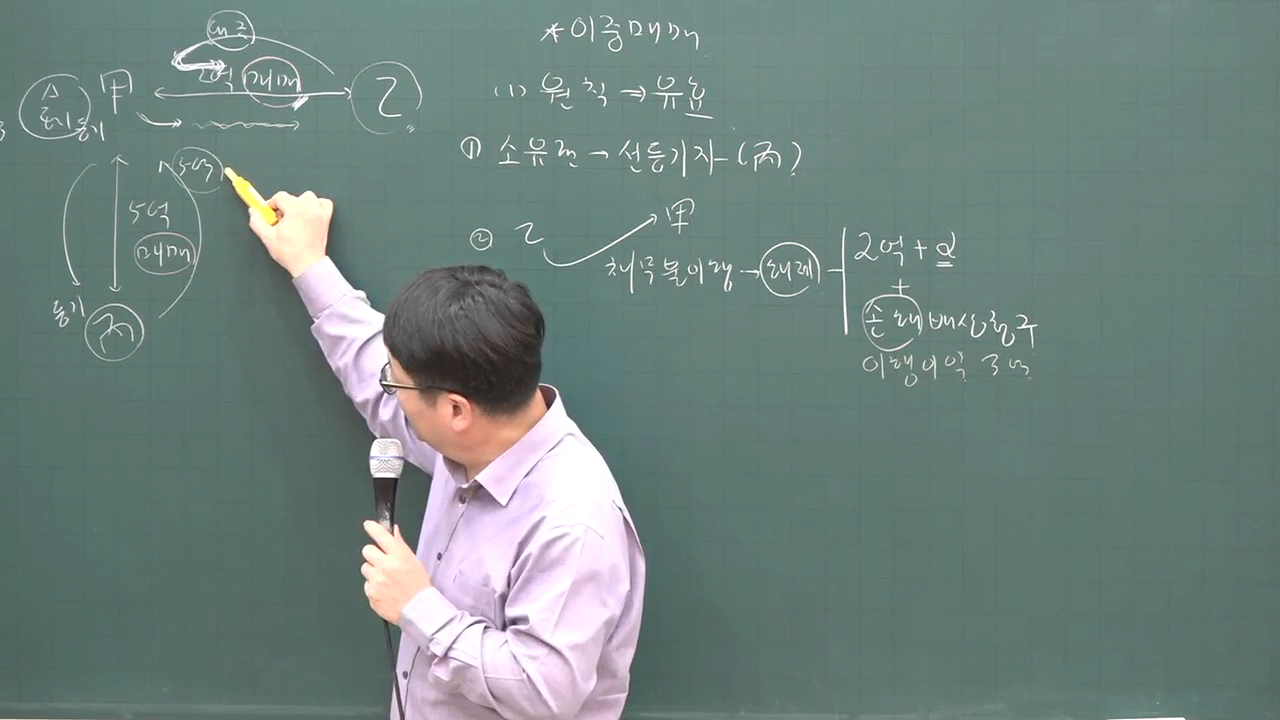 *이중매매
(1) 원칙 ⇒ 유효
① 소유권 → 선등기자 (丙)
② 乙 → 甲
채무불이행 → 해제
2억 + α
+
손해배상청구
이행이익 3억
甲 2억 매매 乙
등기
5억
5억
매매
등기 丙